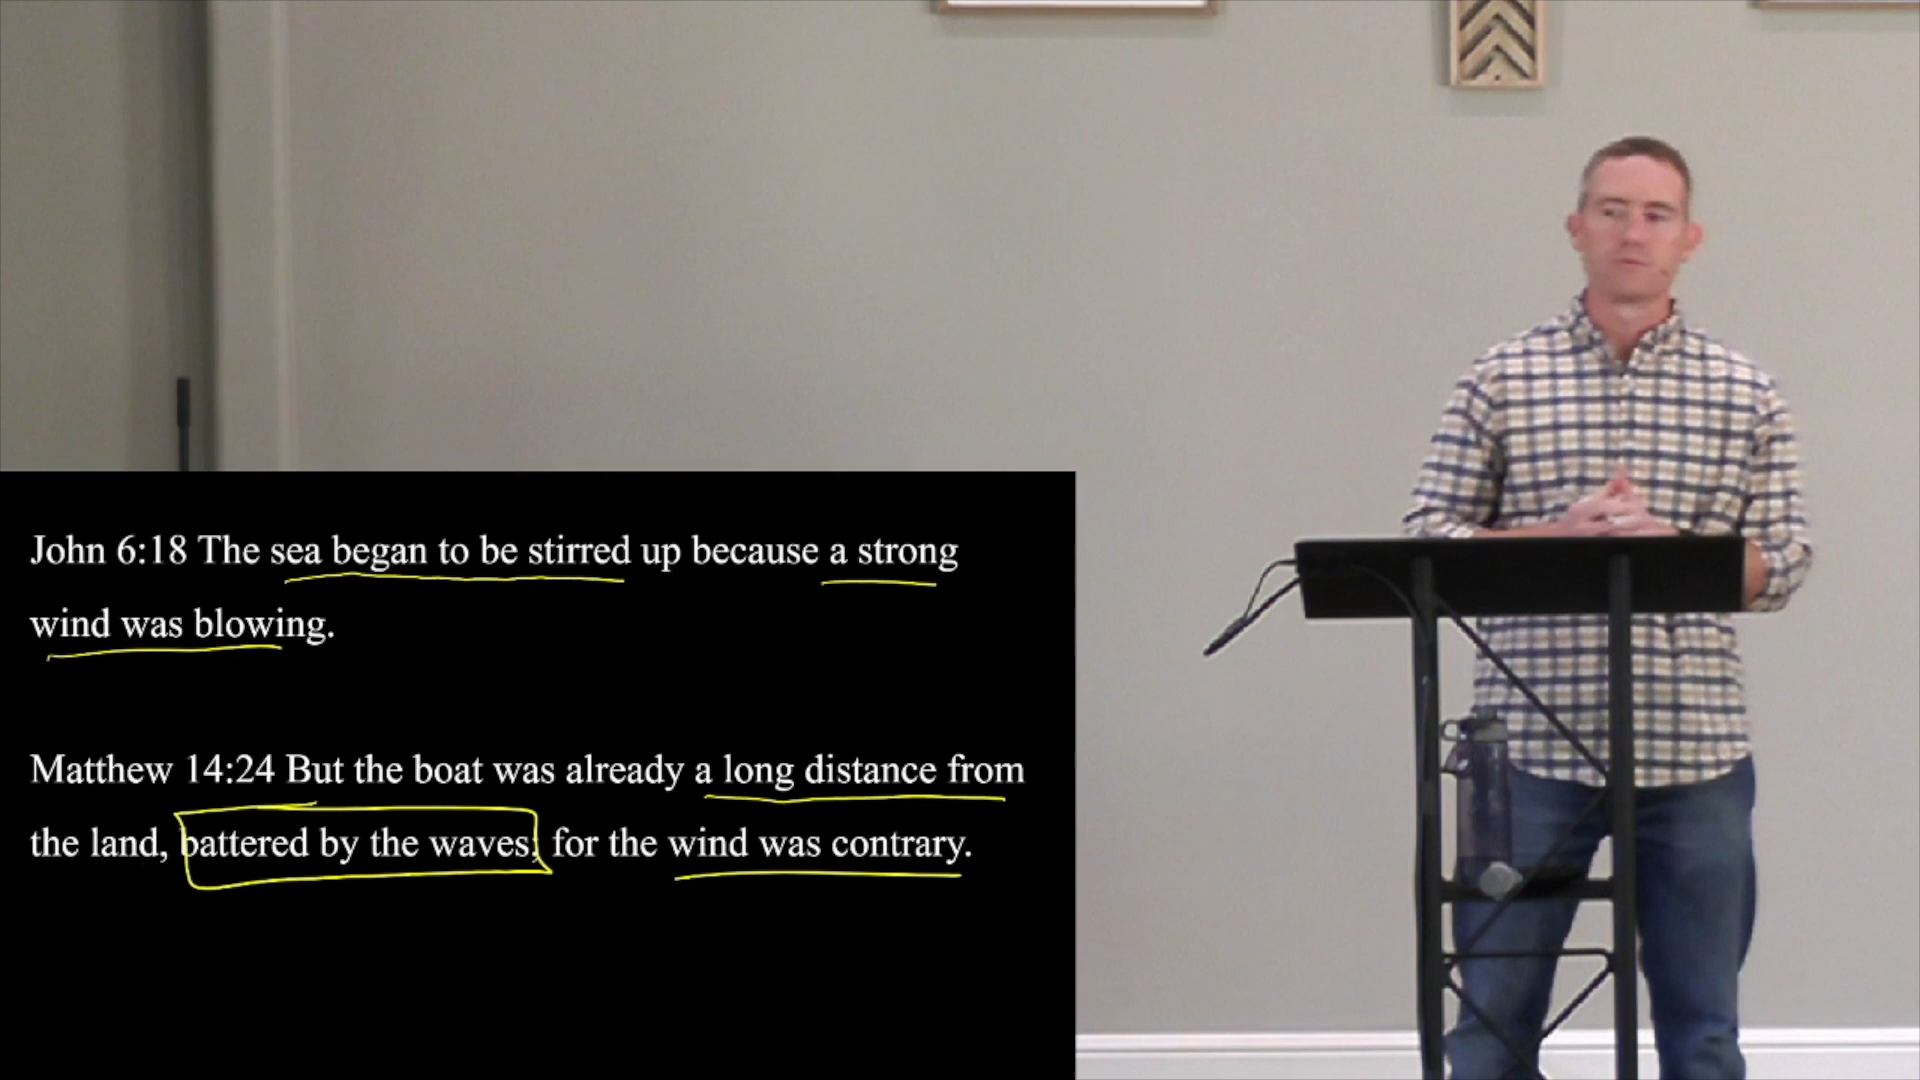 John 6:18 The sea began to be stirred up because a strong
wind was blowing.
Matthew 14:24 But the boat was already a long distance from
the land, battered by the waves; for the wind was contrary.